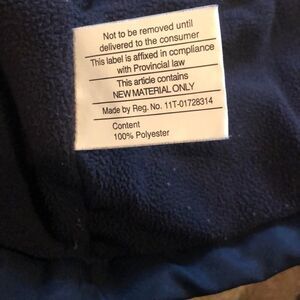 Not to be removed until
delivered to the consumer
This label is affixed in compliance
with Provincial law
This article contains
NEW MATERIAL ONLY
Made by Reg. No. 11T-01728314
Content
100% Polyester